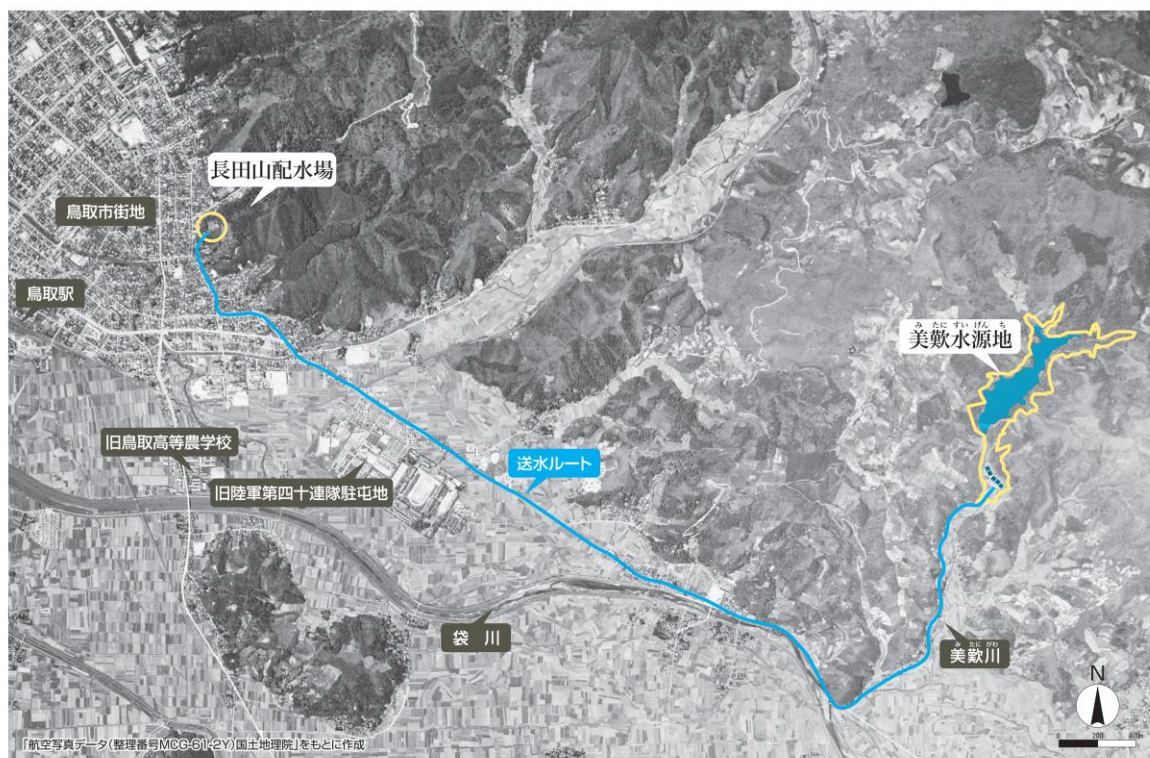 長田山配水場
鳥取市街地
鳥取駅
みたにすいげんち
美歎水源地
旧鳥取高等農学校
送水ルート
旧陸軍第四十連隊駐屯地
袋川
みたにがわ
美歎川
N
0 200 400m
「航空写真データ(整理番号MCG-61-2Y)国土地理院」をもとに作成